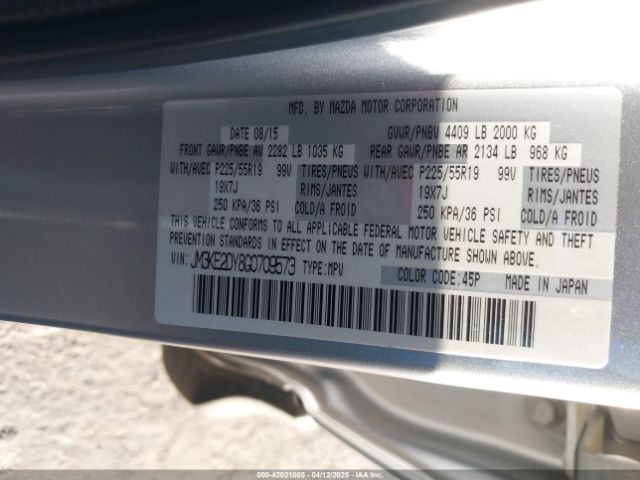 MFD. BY MAZDA MOTOR CORPORATION
DATE 08/15 GVWR/PNBV 4409 LB 2000 KG
FRONT GAWR/PNBE AV 2282 LB 1035 KG REAR GAWR/PNBE AR 2134 LB 968 KG
WITH/AVEC P225/55R19 99V TIRES/PNEUS WITH/AVEC P225/55R19 99V TIRES/PNEUS
19X7J RIMS/JANTES 19X7J RIMS/JANTES
250 KPA/36 PSI COLD/A FROID 250 KPA/36 PSI COLD/A FROID
THIS VEHICLE CONFORMS TO ALL APPLICABLE FEDERAL MOTOR VEHICLE SAFETY AND THEFT
PREVENTION STANDARDS IN EFFECT ON THE DATE OF MANUFACTURE SHOWN ABOVE.
VIN: JM3KE2DY8G0709573 TYPE:MPV COLOR CODE:45P MADE IN JAPAN
000-42021005 - 04/12/2025 - IAAI.COM